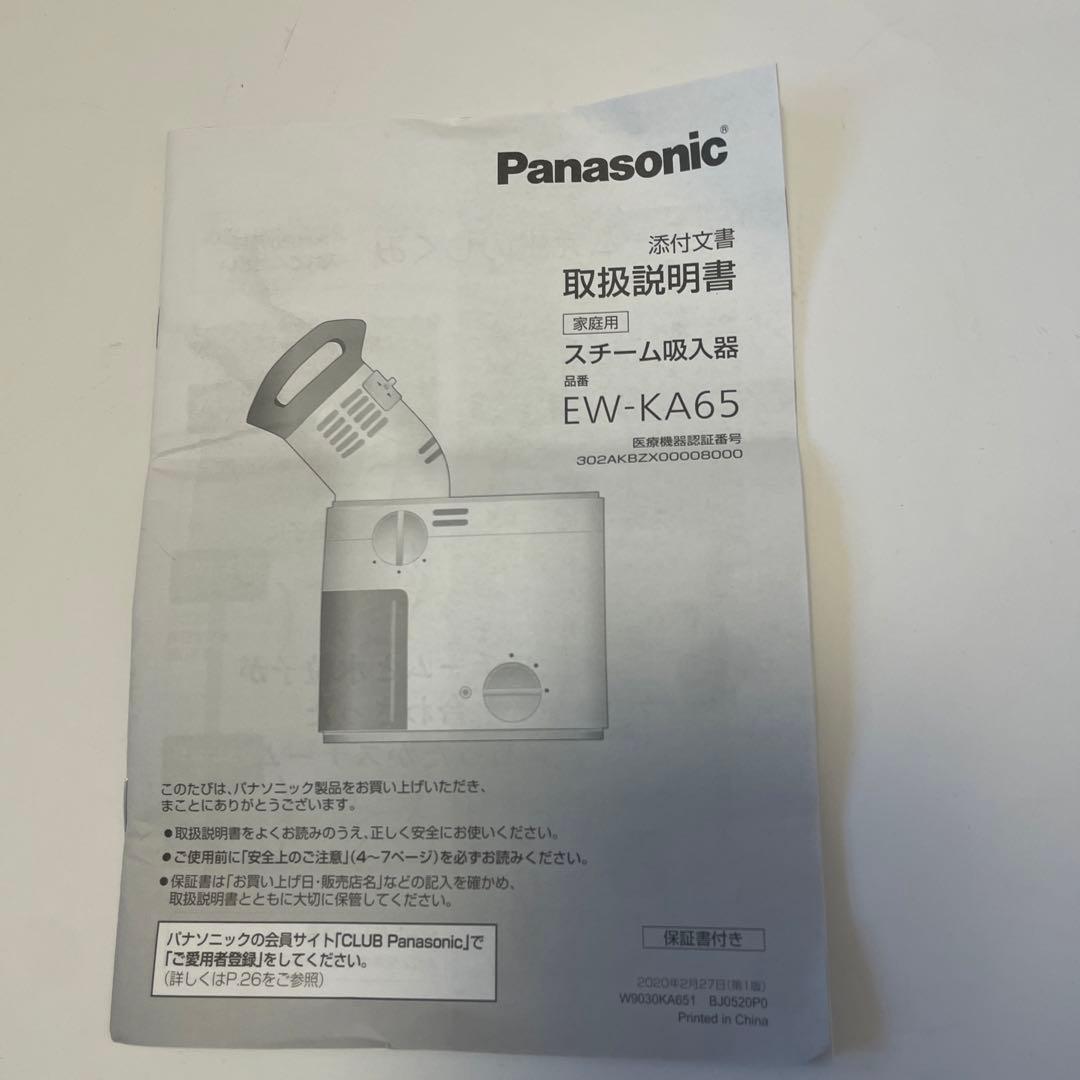 Panasonic®
添付文書
取扱説明書
家庭用
スチーム吸入器
品番
EW-KA65
医療機器認証番号
302AKBZX00008000
このたびは、パナソニック製品をお買い上げいただき、
まことにありがとうございます。
●取扱説明書をよくお読みのうえ、正しく安全にお使いください。
●ご使用前に「安全上のご注意」(4~7ページ)を必ずお読みください。
●保証書は「お買い上げ日・販売店名」などの記入を確かめ、
取扱説明書とともに大切に保管してください。
パナソニックの会員サイト「CLUB Panasonic」で
「ご愛用者登録」をしてください。
(詳しくはP.26をご参照)
保証書付き
2020年2月27日(第1版)
W9030KA651 BJ0520P0
Printed in China